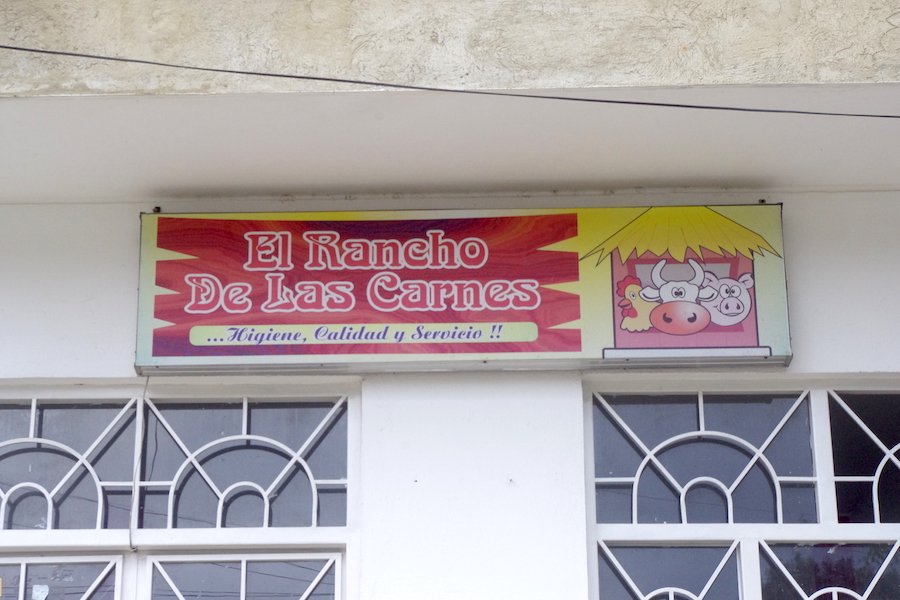 El Rancho
De Las Carnes
...Higiene, Calidad y Servicio !!